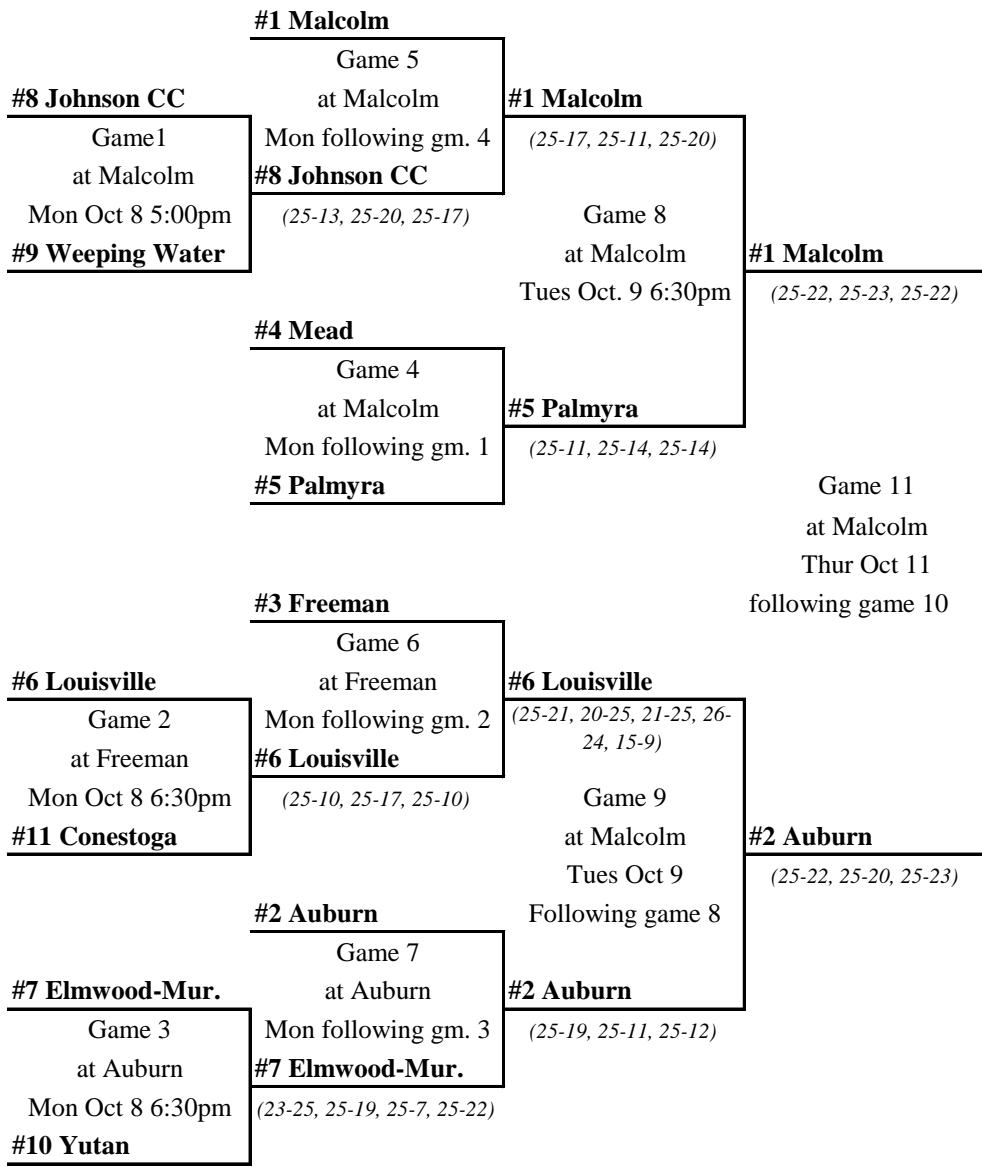 #1 Malcolm
Game 5
#8 Johnson CC
at Malcolm
#1 Malcolm
Game1
Mon following gm. 4
(25-17, 25-11, 25-20)
at Malcolm
#8 Johnson CC
Mon Oct 8 5:00pm
(25-13, 25-20, 25-17)
Game 8
#9 Weeping Water
at Malcolm
#1 Malcolm
Tues Oct. 9 6:30pm
(25-22, 25-23, 25-22)
#4 Mead
Game 4
at Malcolm
#5 Palmyra
Mon following gm. 1
(25-11, 25-14, 25-14)
#5 Palmyra
Game 11
at Malcolm
Thur Oct 11
#3 Freeman
following game 10
Game 6
#6 Louisville
at Freeman
#6 Louisville
Game 2
Mon following gm. 2
(25-21, 20-25, 21-25, 26-
24, 15-9)
at Freeman
#6 Louisville
Mon Oct 8 6:30pm
(25-10, 25-17, 25-10)
Game 9
#11 Conestoga
at Malcolm
#2 Auburn
Tues Oct 9
(25-22, 25-20, 25-23)
#2 Auburn
Following game 8
Game 7
#7 Elmwood-Mur.
at Auburn
#2 Auburn
Game 3
Mon following gm. 3
(25-19, 25-11, 25-12)
at Auburn
#7 Elmwood-Mur.
Mon Oct 8 6:30pm
(23-25, 25-19, 25-7, 25-22)
#10 Yutan